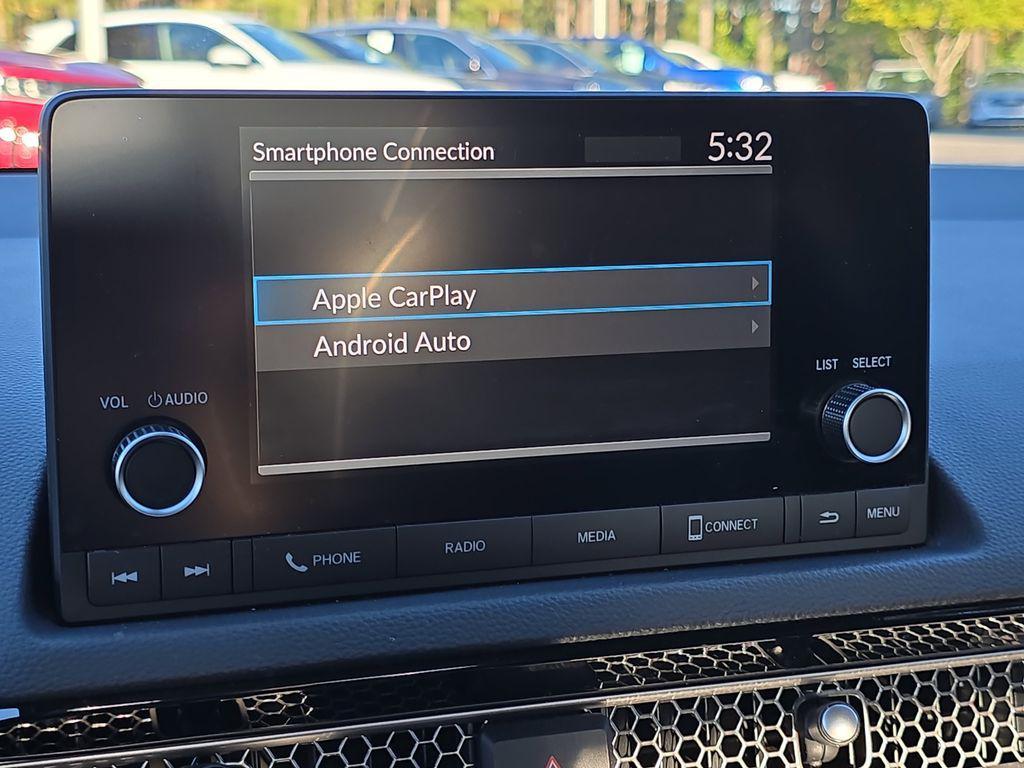 Smartphone Connection 5:32
Apple CarPlay
Android Auto
LIST SELECT
VOL AUDIO
PHONE RADIO MEDIA CONNECT MENU